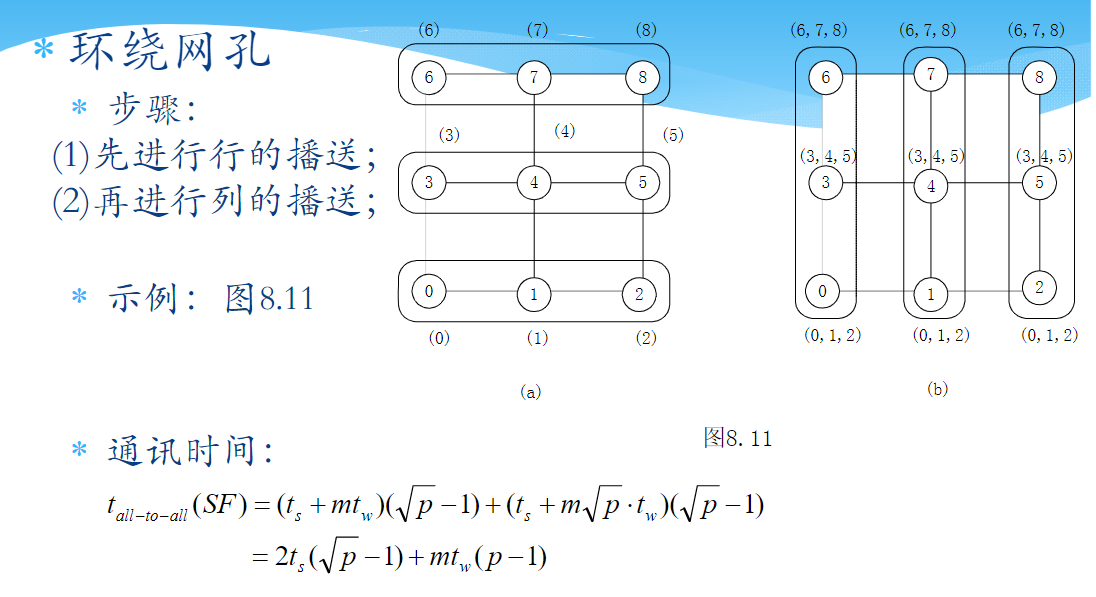 * 环绕网孔
* 步骤：
(1)先进行行的播送；
(2)再进行列的播送；
* 示例： 图8.11
(6) (7) (8)
6 7 8
(3) (4) (5)
3 4 5
0 1 2
(0) (1) (2)
(a)
(6,7,8) (6,7,8) (6,7,8)
6 7 8
(3,4,5) (3,4,5) (3,4,5)
3 4 5
0 1 2
(0,1,2) (0,1,2) (0,1,2)
(b)
图8.11
* 通讯时间：
t_{all-to-all}(SF) = (t_s + mt_w)(√p − 1) + (t_s + m√p · t_w)(√p − 1)
= 2t_s(√p − 1) + mt_w(p − 1)